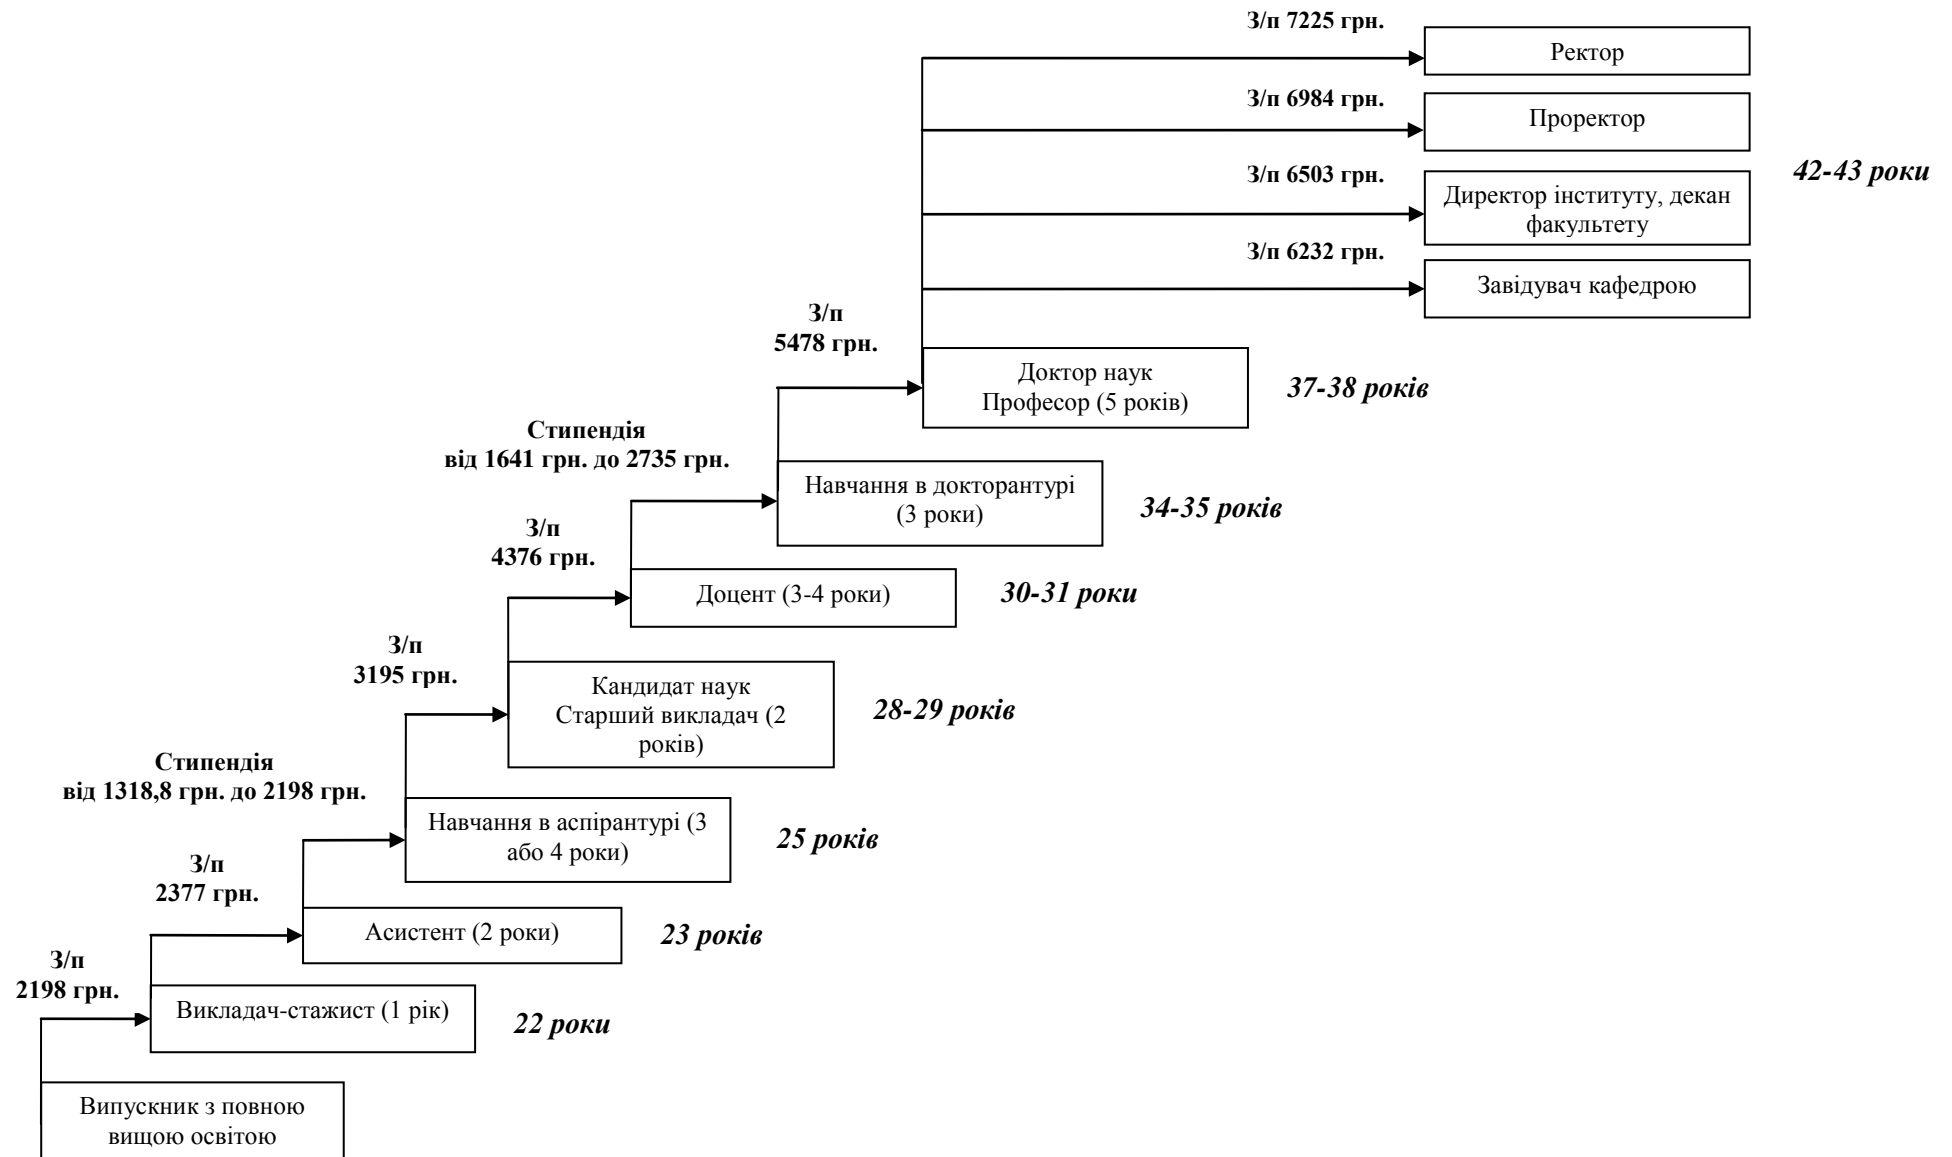 З/п 7225 грн.
Ректор
З/п 6984 грн.
Проректор
42-43 роки
З/п 6503 грн.
Директор інституту, декан
факультету
З/п 6232 грн.
Завідувач кафедрою
З/п
5478 грн.
Доктор наук
Професор (5 років)
37-38 років
Стипендія
від 1641 грн. до 2735 грн.
Навчання в докторантурі
(3 роки)
34-35 років
З/п
4376 грн.
Доцент (3-4 роки)
30-31 роки
З/п
3195 грн.
Кандидат наук
Старший викладач (2
років)
28-29 років
Стипендія
від 1318,8 грн. до 2198 грн.
Навчання в аспірантурі (3
або 4 роки)
25 років
З/п
2377 грн.
Асистент (2 роки)
23 років
З/п
2198 грн.
Викладач-стажист (1 рік)
22 роки
Випускник з повною
вищою освітою